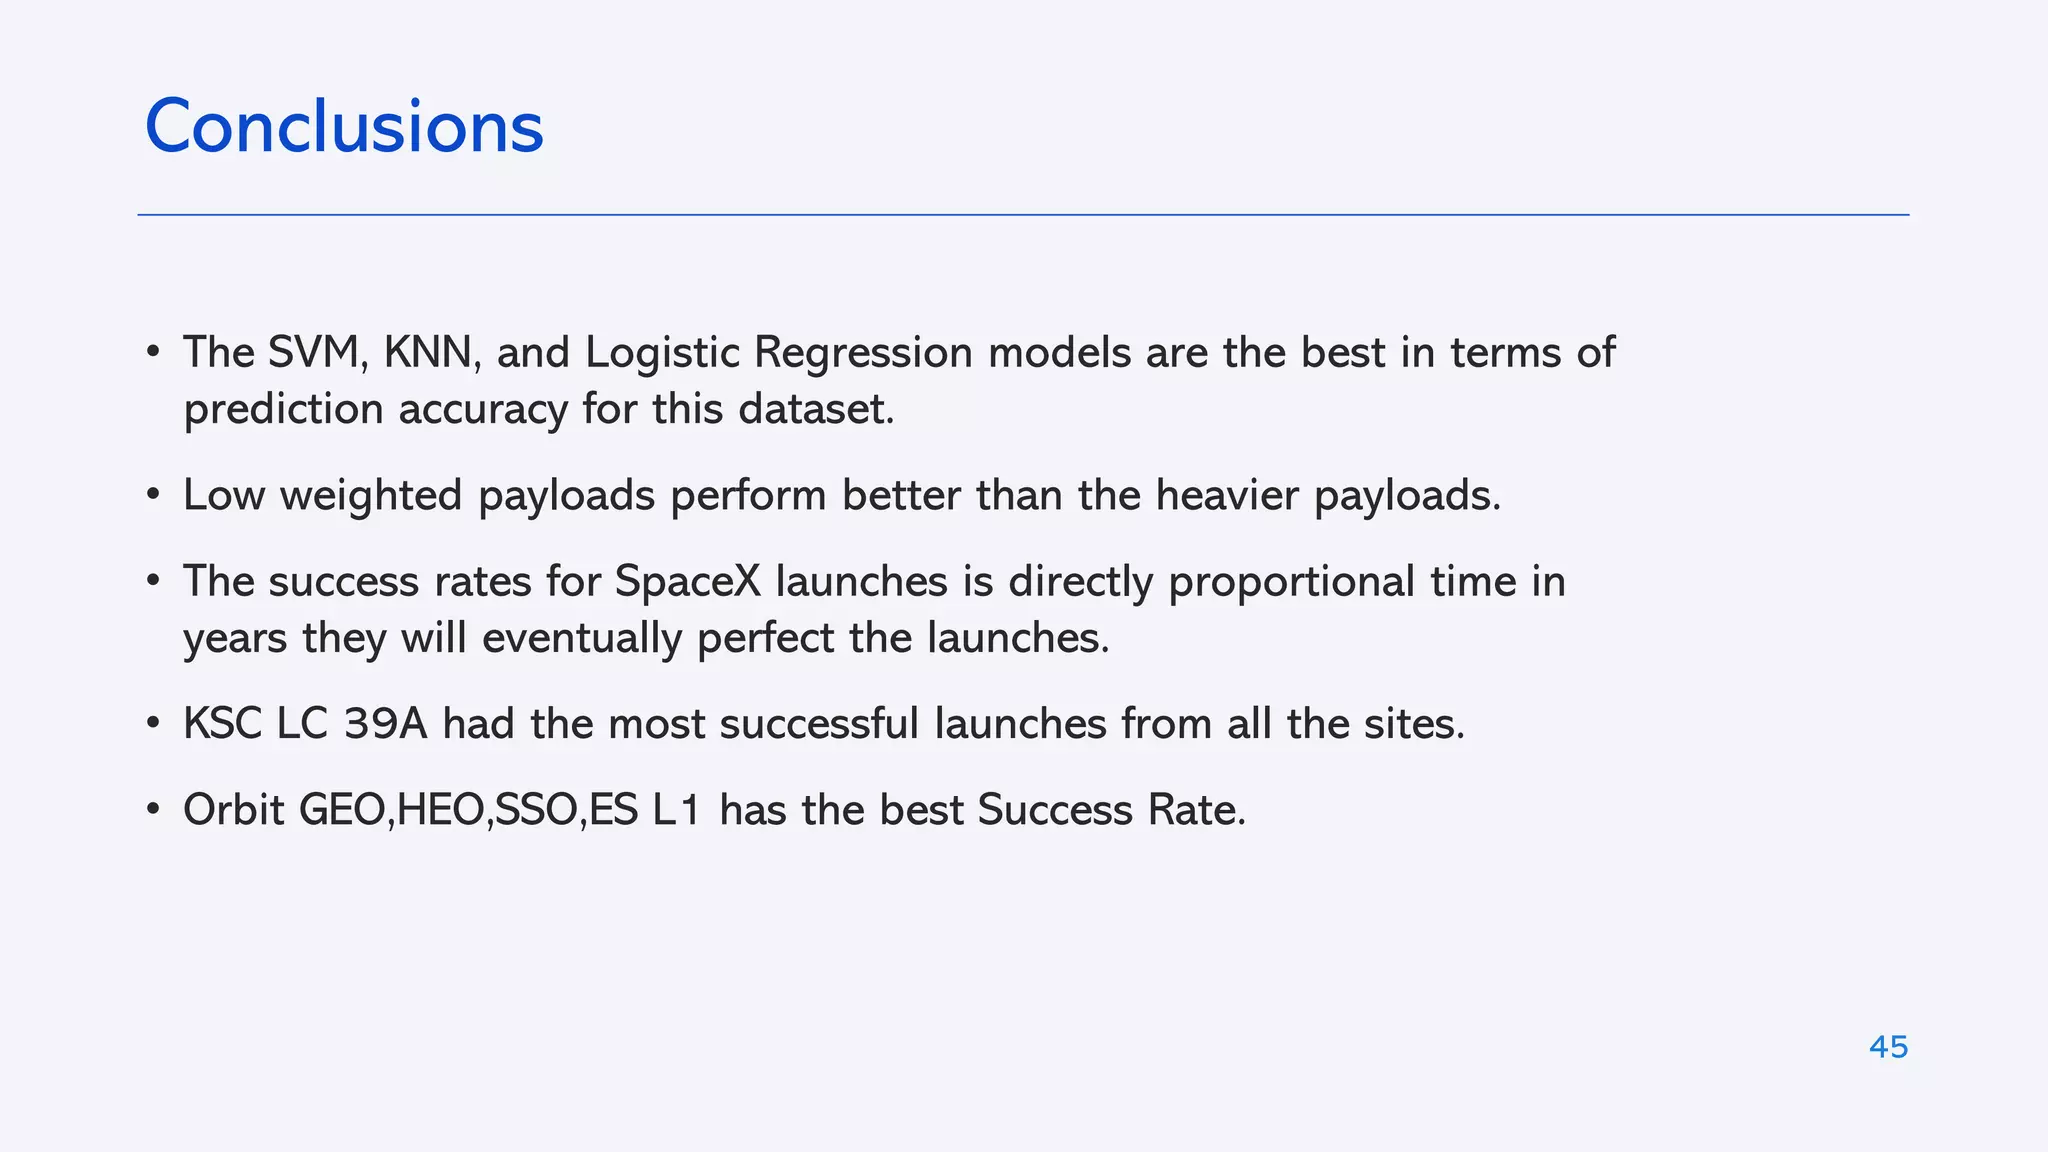 Conclusions
• The SVM, KNN, and Logistic Regression models are the best in terms of
prediction accuracy for this dataset.
• Low weighted payloads perform better than the heavier payloads.
• The success rates for SpaceX launches is directly proportional time in
years they will eventually perfect the launches.
• KSC LC 39A had the most successful launches from all the sites.
• Orbit GEO,HEO,SSO,ES L1 has the best Success Rate.
45